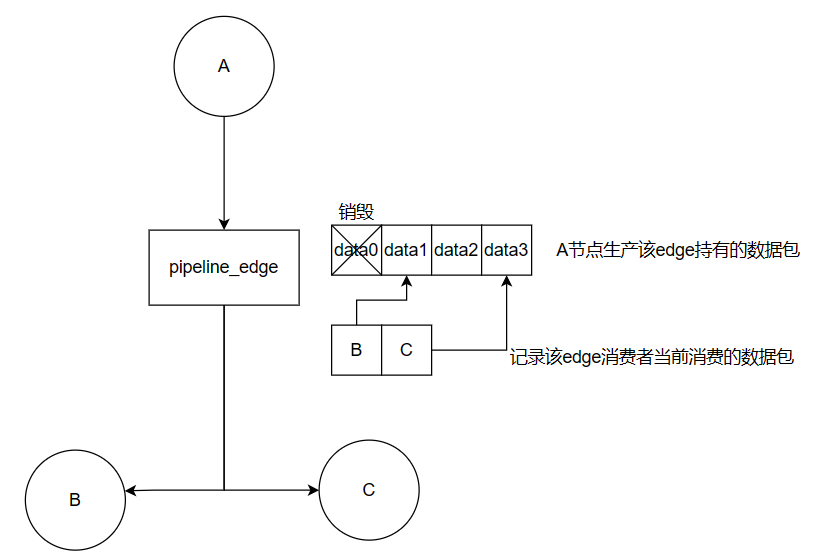 A
销毁
data0 data1 data2 data3
A节点生产该edge持有的数据包
pipeline_edge
B C
记录该edge消费者当前消费的数据包
B
C